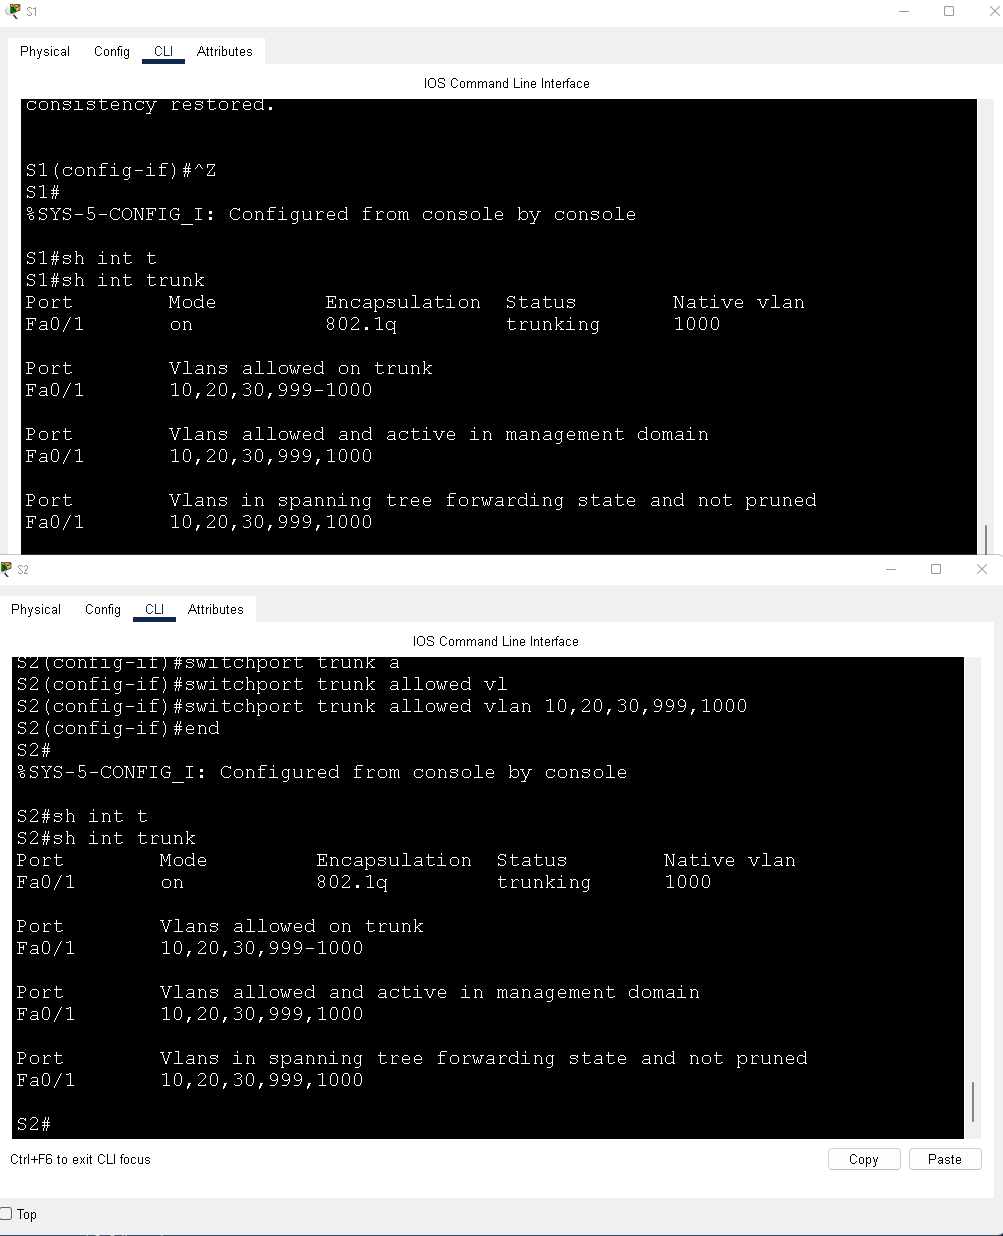 S1
Physical Config CLI Attributes
IOS Command Line Interface
consistency restored.
S1(config-if)#^Z
S1#
%SYS-5-CONFIG_I: Configured from console by console
S1#sh int t
S1#sh int trunk
Port Mode Encapsulation Status Native vlan
Fa0/1 on 802.1q trunking 1000
Port Vlans allowed on trunk
Fa0/1 10,20,30,999-1000
Port Vlans allowed and active in management domain
Fa0/1 10,20,30,999,1000
Port Vlans in spanning tree forwarding state and not pruned
Fa0/1 10,20,30,999,1000
S2
Physical Config CLI Attributes
IOS Command Line Interface
S2(config-if)#switchport trunk a
S2(config-if)#switchport trunk allowed vl
S2(config-if)#switchport trunk allowed vlan 10,20,30,999,1000
S2(config-if)#end
S2#
%SYS-5-CONFIG_I: Configured from console by console
S2#sh int t
S2#sh int trunk
Port Mode Encapsulation Status Native vlan
Fa0/1 on 802.1q trunking 1000
Port Vlans allowed on trunk
Fa0/1 10,20,30,999-1000
Port Vlans allowed and active in management domain
Fa0/1 10,20,30,999,1000
Port Vlans in spanning tree forwarding state and not pruned
Fa0/1 10,20,30,999,1000
S2#
Ctrl+F6 to exit CLI focus
Copy Paste
Top